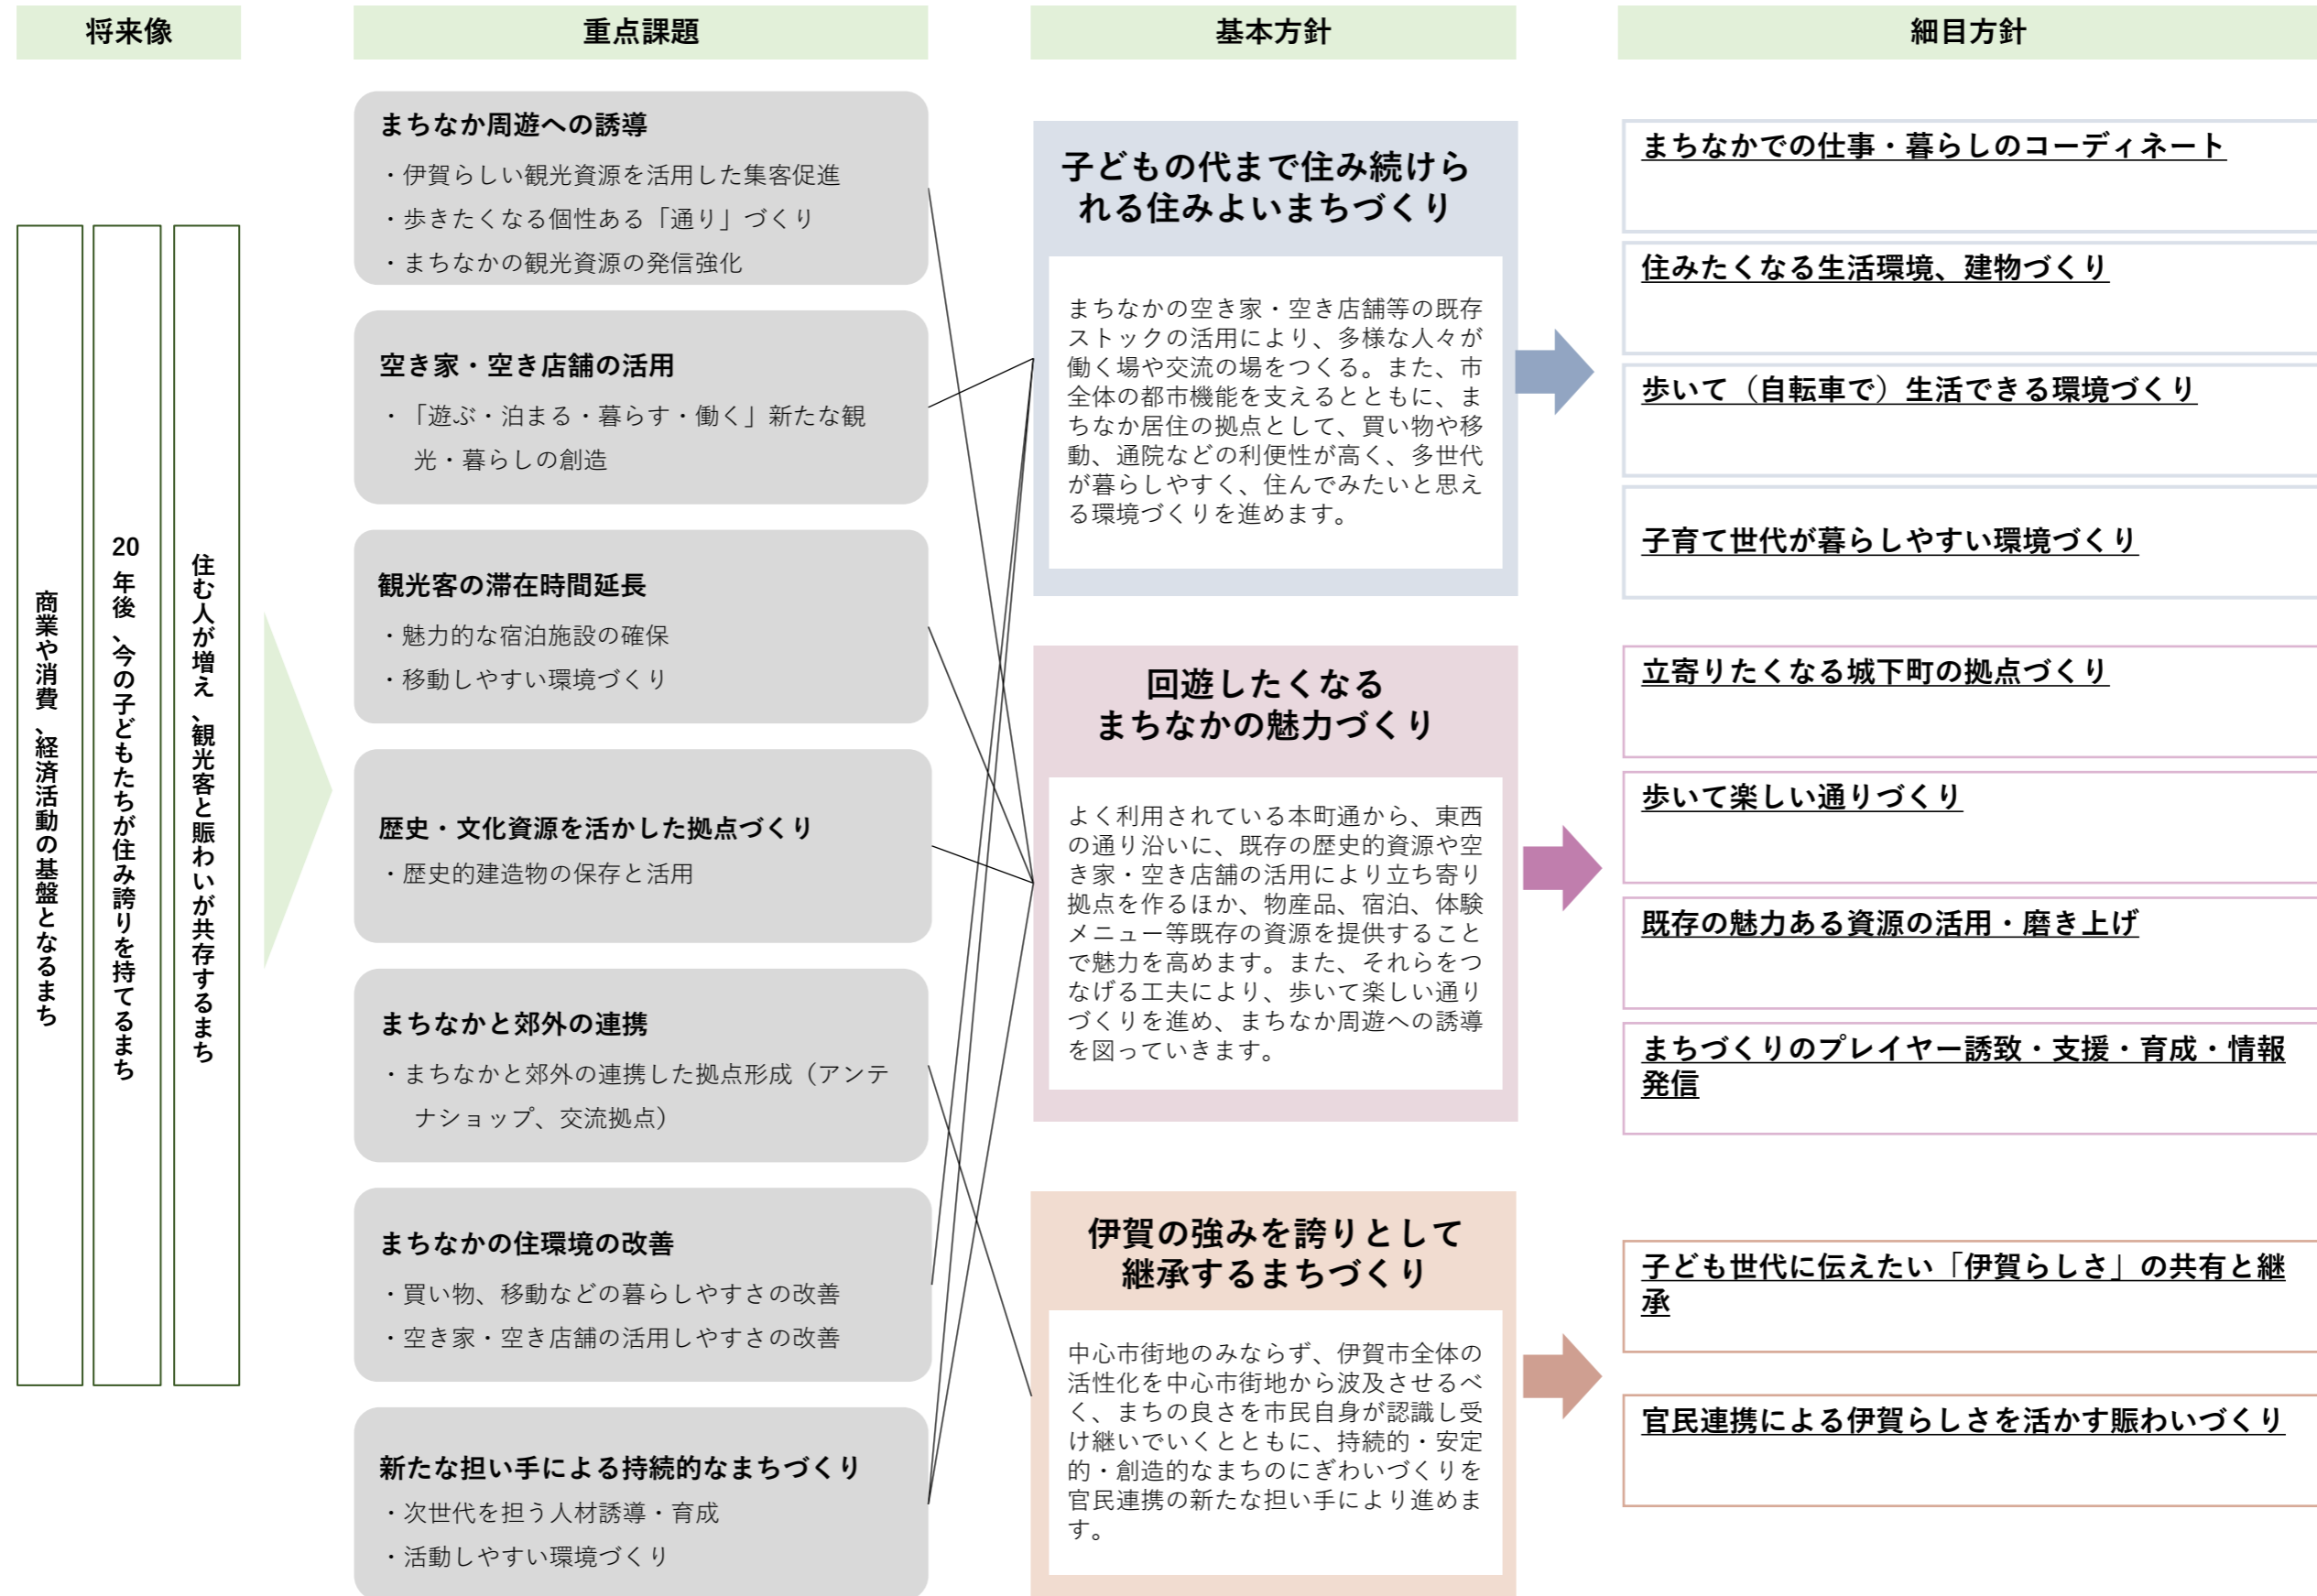 将来像
重点課題
基本方針
細目方針
商業や消費、経済活動の基盤となるまち
20年後、今の子どもたちが住み誇りを持てるまち
住む人が増え、観光客と賑わいが共存するまち
まちなか周遊への誘導
・伊賀らしい観光資源を活用した集客促進
・歩きたくなる個性ある「通り」づくり
・まちなかの観光資源の発信強化
空き家・空き店舗の活用
・「遊ぶ・泊まる・暮らす・働く」新たな観
光・暮らしの創造
観光客の滞在時間延長
・魅力的な宿泊施設の確保
・移動しやすい環境づくり
歴史・文化資源を活かした拠点づくり
・歴史的建造物の保存と活用
まちなかと郊外の連携
・まちなかと郊外の連携した拠点形成（アンテ
ナショップ、交流拠点）
まちなかの住環境の改善
・買い物、移動などの暮らしやすさの改善
・空き家・空き店舗の活用しやすさの改善
新たな担い手による持続的なまちづくり
・次世代を担う人材誘導・育成
・活動しやすい環境づくり
子どもの代まで住み続けら
れる住みよいまちづくり
まちなかの空き家・空き店舗等の既存
ストックの活用により、多様な人々が
働く場や交流の場をつくる。また、市
全体の都市機能を支えるとともに、ま
ちなか居住の拠点として、買い物や移
動、通院などの利便性が高く、多世代
が暮らしやすく、住んでみたいと思え
る環境づくりを進めます。
回遊したくなる
まちなかの魅力づくり
よく利用されている本町通から、東西
の通り沿いに、既存の歴史的資源や空
き家・空き店舗の活用により立ち寄り
拠点を作るほか、物産品、宿泊、体験
メニュー等既存の資源を提供すること
で魅力を高めます。また、それらをつ
なげる工夫により、歩いて楽しい通り
づくりを進め、まちなか周遊への誘導
を図っていきます。
伊賀の強みを誇りとして
継承するまちづくり
中心市街地のみならず、伊賀市全体の
活性化を中心市街地から波及させるべ
く、まちの良さを市民自身が認識し受
け継いでいくとともに、持続的・安定
的・創造的なまちのにぎわいづくりを
官民連携の新たな担い手により進めま
す。
まちなかでの仕事・暮らしのコーディネート
住みたくなる生活環境、建物づくり
歩いて（自転車で）生活できる環境づくり
子育て世代が暮らしやすい環境づくり
立寄りたくなる城下町の拠点づくり
歩いて楽しい通りづくり
既存の魅力ある資源の活用・磨き上げ
まちづくりのプレイヤー誘致・支援・育成・情報
発信
子ども世代に伝えたい「伊賀らしさ」の共有と継
承
官民連携による伊賀らしさを活かす賑わいづくり